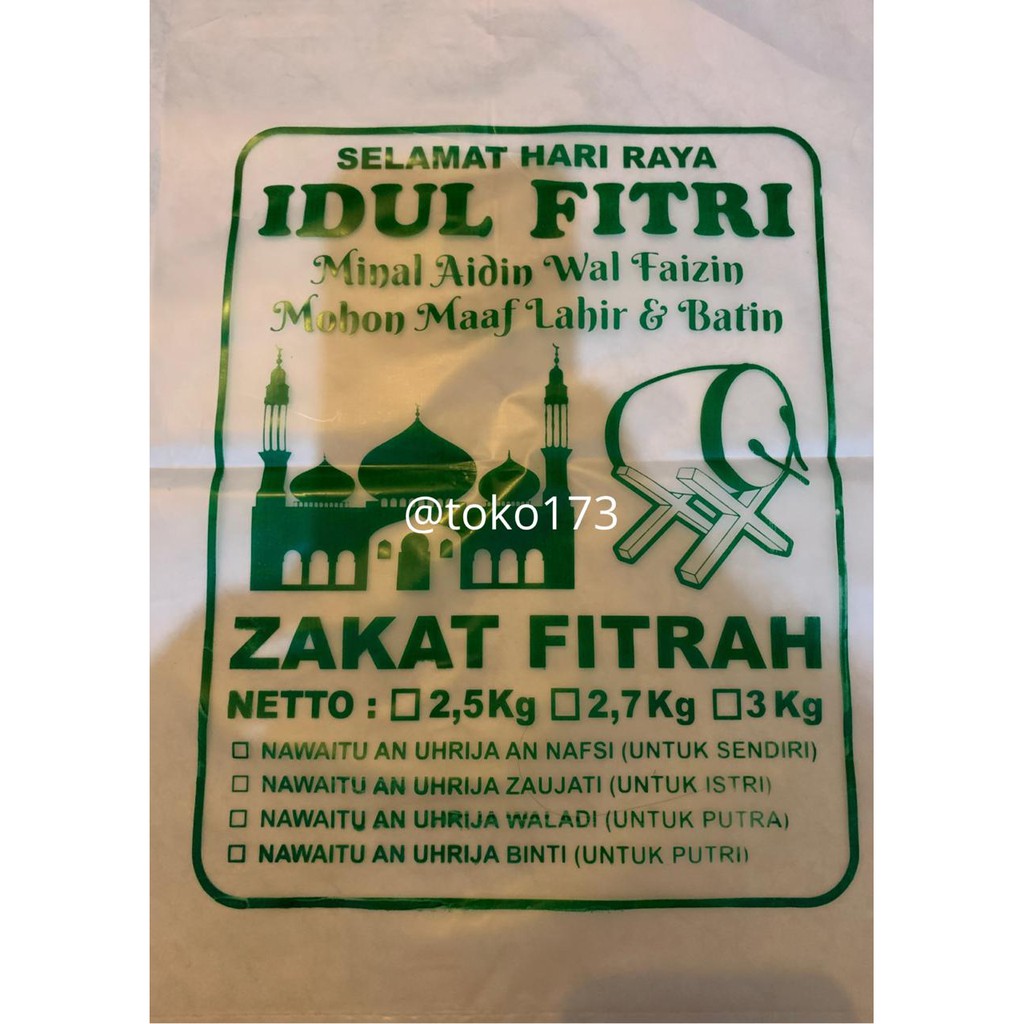 SELAMAT HARI RAYA
IDUL FITRI
Minal Aidin Wal Faizin
Mohon Maaf Lahir & Batin
@toko173
ZAKAT FITRAH
NETTO : ☐ 2,5Kg ☐ 2,7Kg ☐ 3 Kg
☐ NAWAITU AN UHRIJA AN NAFSI (UNTUK SENDIRI)
☐ NAWAITU AN UHRIJA ZAUJATI (UNTUK ISTRI)
☐ NAWAITU AN UHRIJA WALADI (UNTUK PUTRA)
☐ NAWAITU AN UHRIJA BINTI (UNTUK PUTRI)